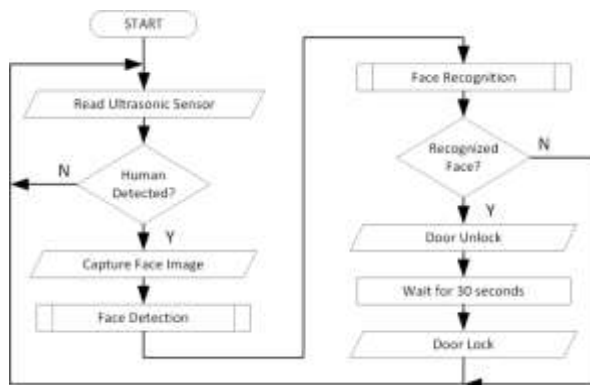 START
Read Ultrasonic Sensor
Human
Detected?
N
Y
Capture Face Image
Face Detection
Face Recognition
Recognized
Face?
N
Y
Door Unlock
Wait for 30 seconds
Door Lock